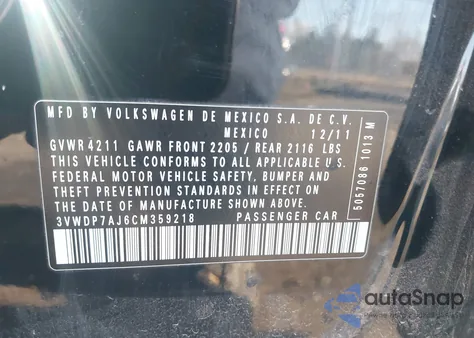 MFD BY VOLKSWAGEN DE MEXICO S.A. DE C.V.
MEXICO 12/11
GVWR 4211 GAWR FRONT 2205 / REAR 2116 LBS
THIS VEHICLE CONFORMS TO ALL APPLICABLE U.S.
FEDERAL MOTOR VEHICLE SAFETY, BUMPER AND
THEFT PREVENTION STANDARDS IN EFFECT ON
THE DATE OF MANUFACTURE SHOWN ABOVE.
3VWDP7AJ6CM359218 PASSENGER CAR
5057086 1013 M
autoSnap